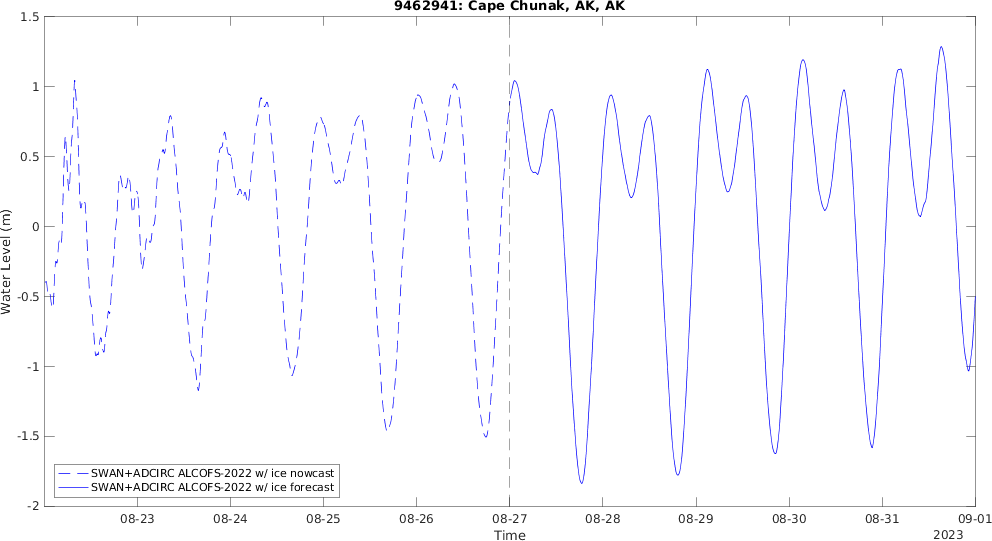 9462941: Cape Chunak, AK, AK
1.5
1
0.5
0
-0.5
-1
-1.5
-2
Water Level (m)
SWAN+ADCIRC ALCOFS-2022 w/ ice nowcast
SWAN+ADCIRC ALCOFS-2022 w/ ice forecast
08-23 08-24 08-25 08-26 08-27 08-28 08-29 08-30 08-31 09-01
Time
2023